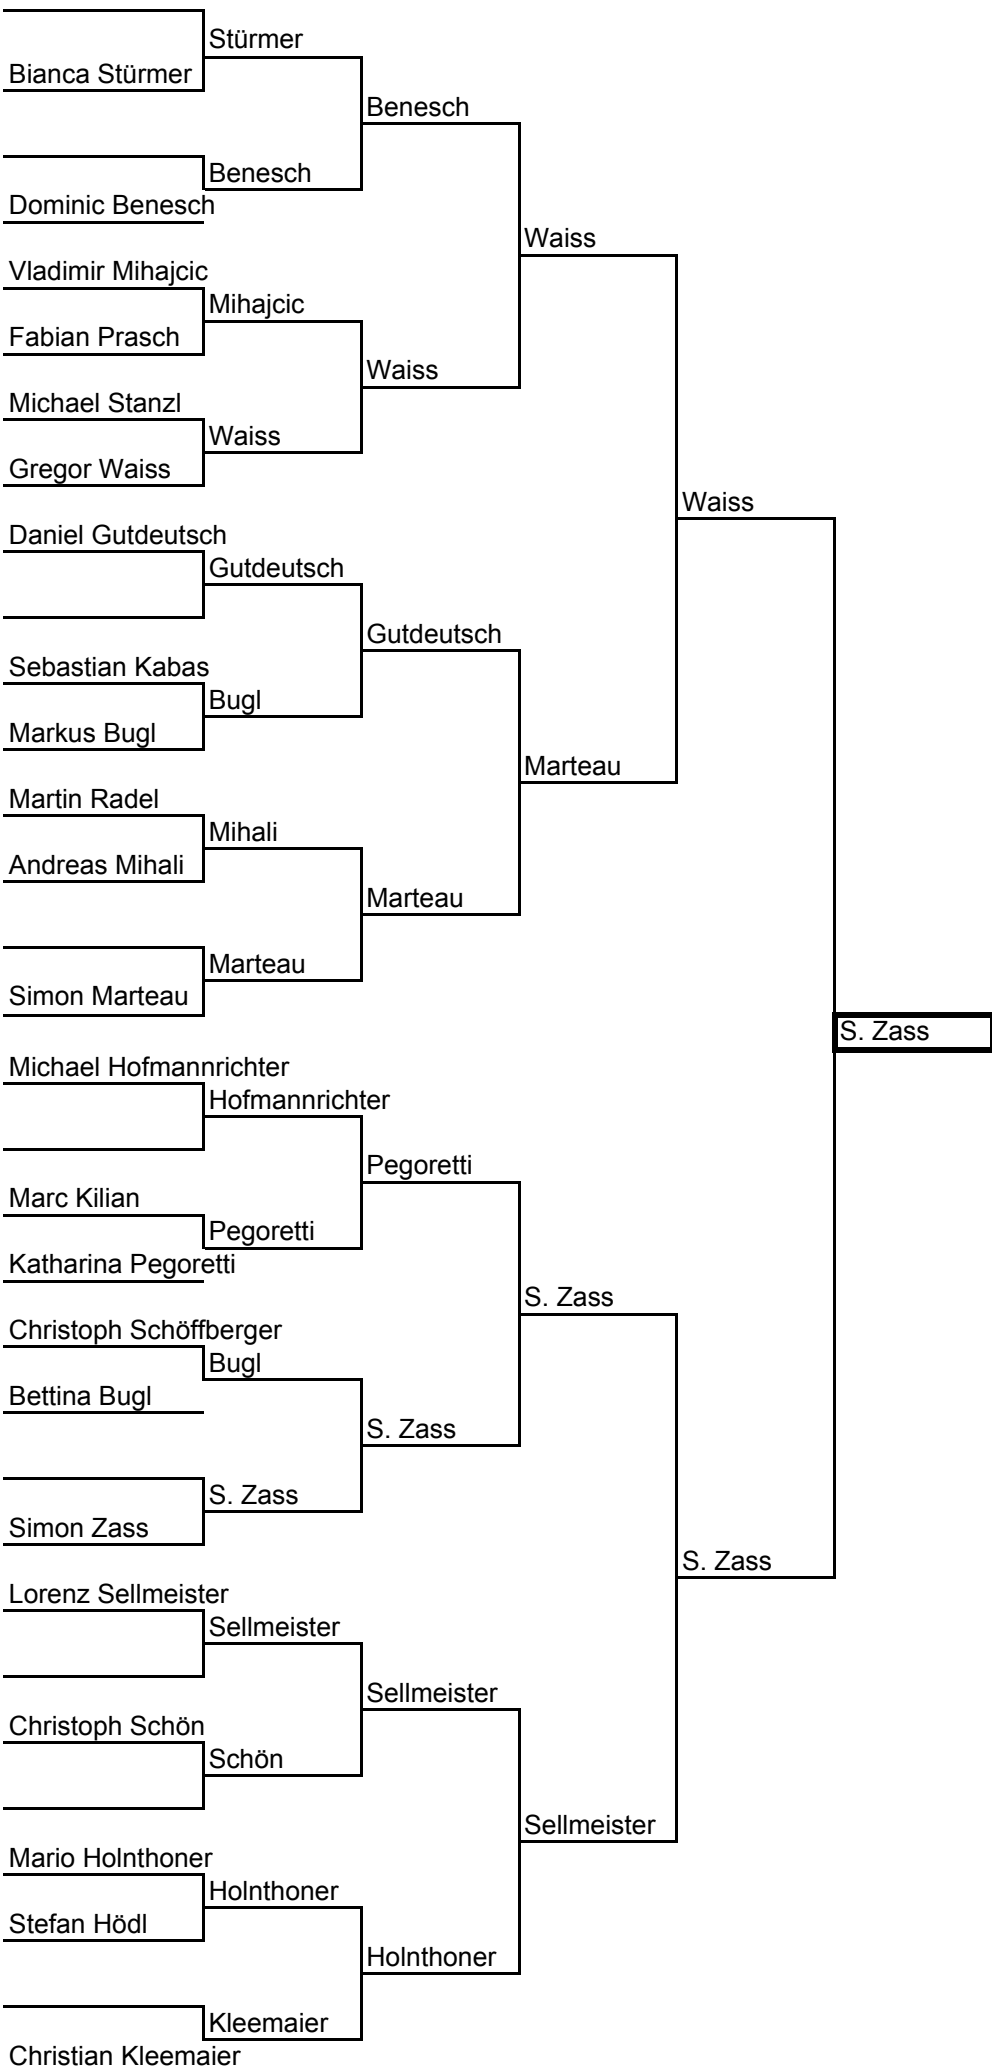 Stürmer
Bianca Stürmer
Benesch
Benesch
Dominic Benesch
Waiss
Vladimir Mihajcic
Mihajcic
Fabian Prasch
Waiss
Michael Stanzl
Waiss
Gregor Waiss
Waiss
Daniel Gutdeutsch
Gutdeutsch
Gutdeutsch
Sebastian Kabas
Bugl
Markus Bugl
Marteau
Martin Radel
Mihali
Andreas Mihali
Marteau
Marteau
Simon Marteau
S. Zass
Michael Hofmannrichter
Hofmannrichter
Pegoretti
Marc Kilian
Pegoretti
Katharina Pegoretti
S. Zass
Christoph Schöffberger
Bugl
Bettina Bugl
S. Zass
S. Zass
Simon Zass
S. Zass
Lorenz Sellmeister
Sellmeister
Sellmeister
Christoph Schön
Schön
Sellmeister
Mario Holnthoner
Holnthoner
Stefan Hödl
Holnthoner
Kleemaier
Christian Kleemaier